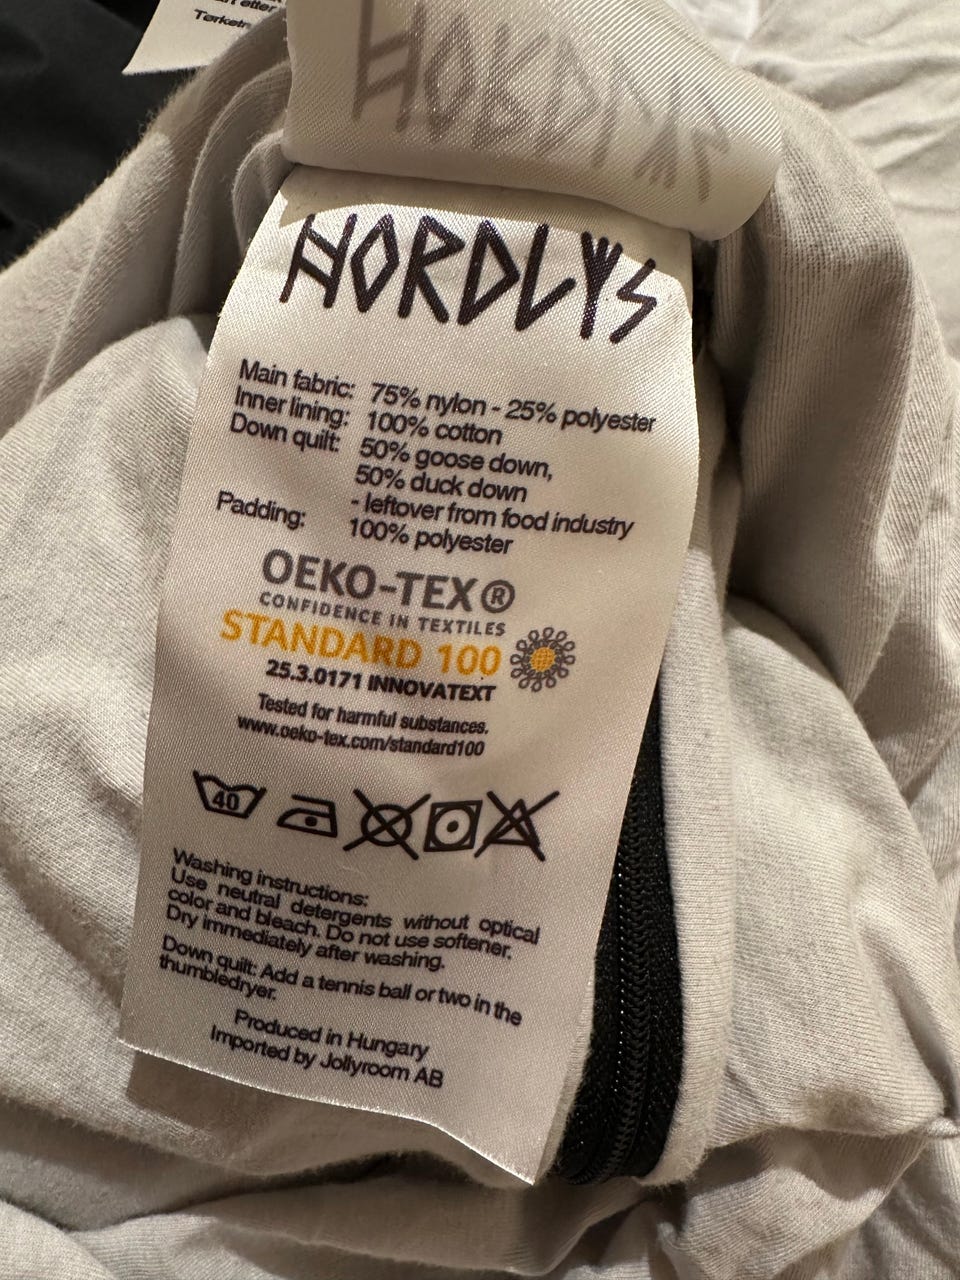 Tørketr
NORDLYS
Main fabric: 75% nylon - 25% polyester
Inner lining: 100% cotton
Down quilt: 50% goose down,
50% duck down
- leftover from food industry
Padding: 100% polyester
OEKO-TEX®
CONFIDENCE IN TEXTILES
STANDARD 100
25.3.0171 INNOVATEXT
Tested for harmful substances.
www.oeko-tex.com/standard100
40
Washing instructions:
Use neutral detergents without optical
color and bleach. Do not use softener.
Dry immediately after washing.
Down quilt: Add a tennis ball or two in the
thumbledryer.
Produced in Hungary
Imported by Jollyroom AB